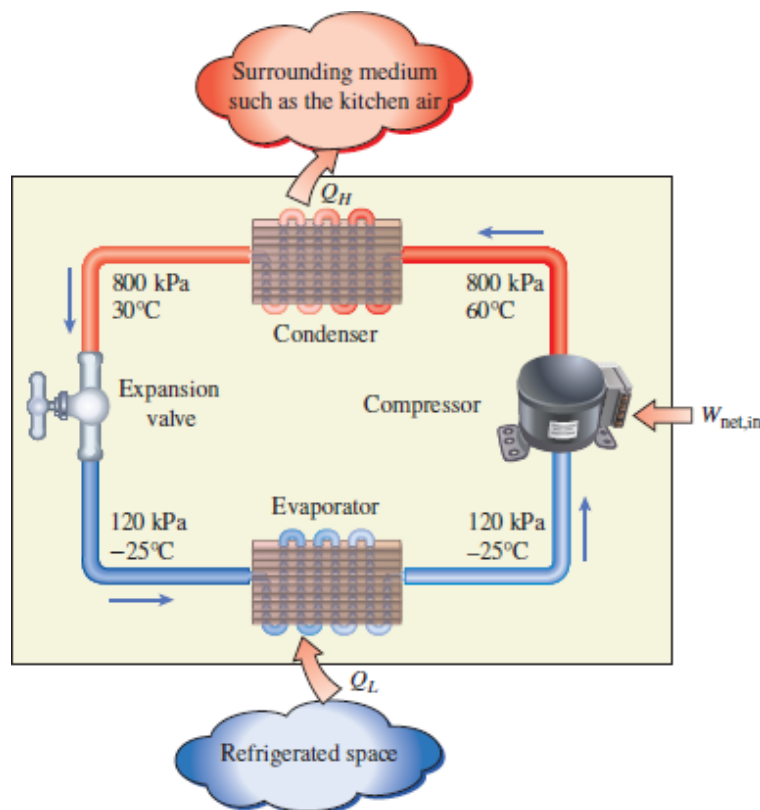 Surrounding medium
such as the kitchen air
Q_H
800 kPa
30°C
800 kPa
60°C
Condenser
Expansion
valve
Compressor
W_net,in
Evaporator
120 kPa
–25°C
120 kPa
–25°C
Q_L
Refrigerated space